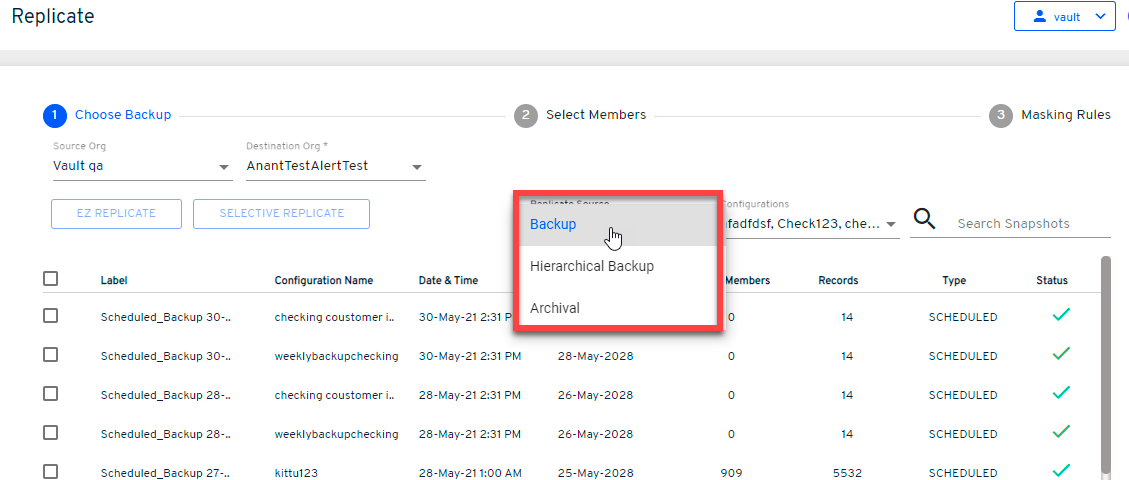 Replicate
vault
1 Choose Backup
2 Select Members
3 Masking Rules
Source Org
Destination Org *
Vault qa
AnantTestAlertTest
EZ REPLICATE
SELECTIVE REPLICATE
Replicate Source
Backup
Hierarchical Backup
Archival
onfigurations
fadfdsf, Check123, che...
Search Snapshots
Label Configuration Name Date & Time Members Records Type Status
Scheduled_Backup 30-.. checking coustomer i.. 30-May-21 2:31 PM 0 14 SCHEDULED
Scheduled_Backup 30-.. weeklybackupchecking 30-May-21 2:31 PM 28-May-2028 0 14 SCHEDULED
Scheduled_Backup 28-.. checking coustomer i.. 28-May-21 2:31 PM 26-May-2028 0 14 SCHEDULED
Scheduled_Backup 28-.. weeklybackupchecking 28-May-21 2:31 PM 26-May-2028 0 14 SCHEDULED
Scheduled_Backup 27-.. kittu123 28-May-21 1:00 AM 25-May-2028 909 5532 SCHEDULED